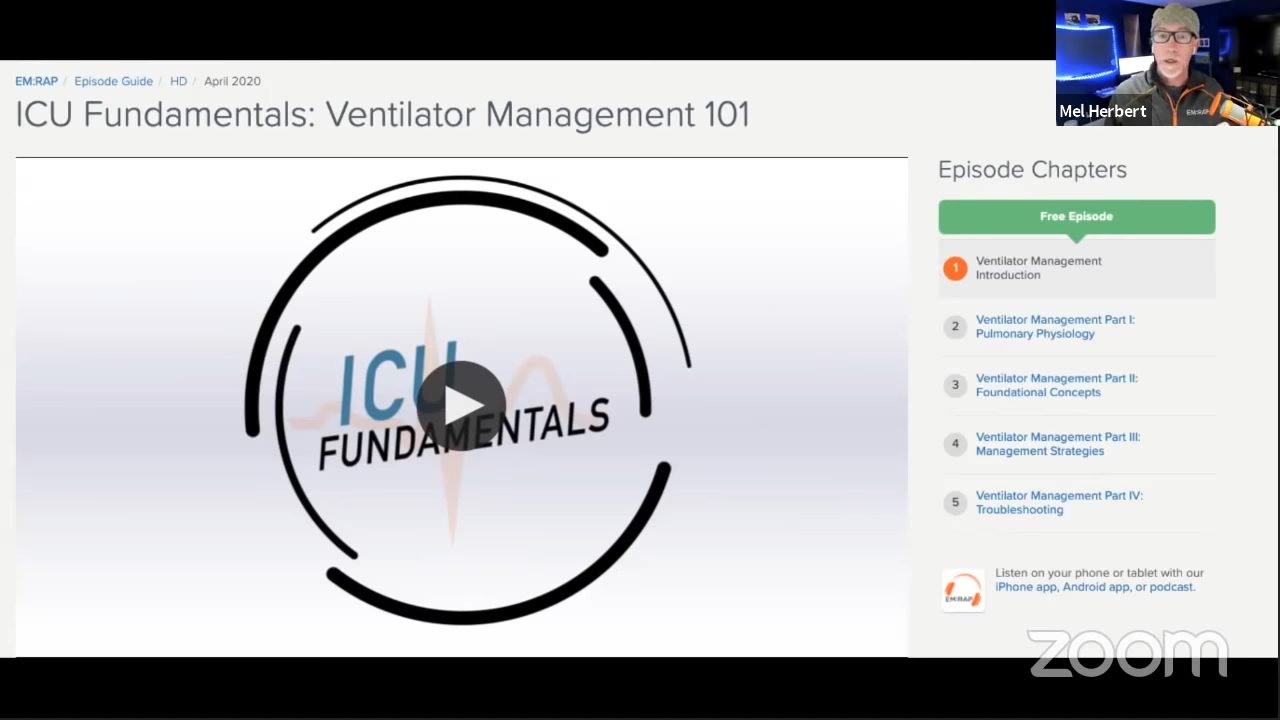 EM:RAP / Episode Guide / HD / April 2020
ICU Fundamentals: Ventilator Management 101
Mel Herbert
EM:RAP
ICU
FUNDAMENTALS
Episode Chapters
Free Episode
1
Ventilator Management
Introduction
2
Ventilator Management Part I:
Pulmonary Physiology
3
Ventilator Management Part II:
Foundational Concepts
4
Ventilator Management Part III:
Management Strategies
5
Ventilator Management Part IV:
Troubleshooting
EM:RAP
Listen on your phone or tablet with our
iPhone app, Android app, or podcast.
zoom